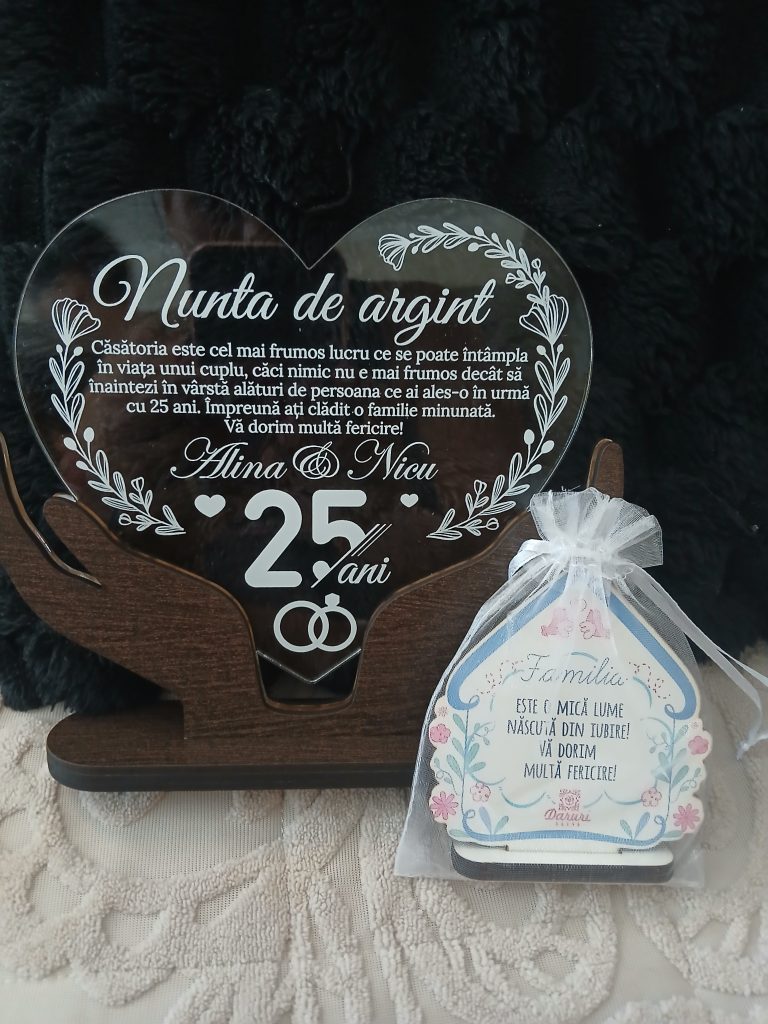 Nunta de argint
Căsătoria este cel mai frumos lucru ce se poate întâmpla
în viața unui cuplu, căci nimic nu e mai frumos decât să
înaintezi în vârstă alături de persoana ce ai ales-o în urmă
cu 25 ani. Împreună ați clădit o familie minunată.
Vă dorim multă fericire!
Alina & Nicu
25
ani
Familia
ESTE O MICĂ LUME
NĂSCUTĂ DIN IUBIRE!
VĂ DORIM
MULTĂ FERICIRE!
Daruri